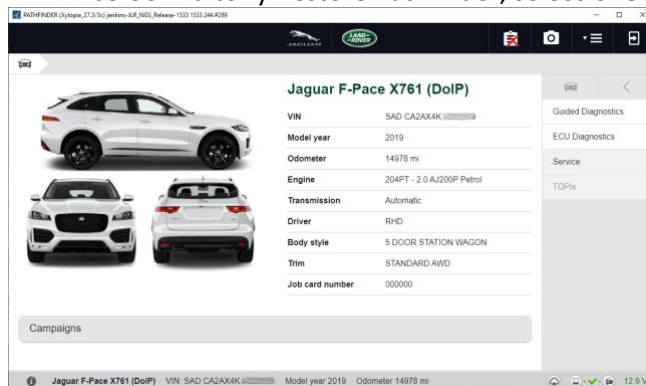 PATHFINDER (Xylopia_27.3/3c) jenkins-JLR_NGS_Release-1533 1533.244.#289
JAGUAR
LAND-
-ROVER
Jaguar F-Pace X761 (DoIP)
VIN SAD CA2AX4K
Model year 2019
Odometer 14978 mi
Engine 204PT - 2.0 AJ200P Petrol
Transmission Automatic
Driver RHD
Body style 5 DOOR STATION WAGON
Trim STANDARD AWD
Job card number 000000
Guided Diagnostics
ECU Diagnostics
Service
TOPIx
Campaigns
Jaguar F-Pace X761 (DoIP) VIN: SAD CA2AX4K Model year 2019 Odometer 14978 mi 12.9 V